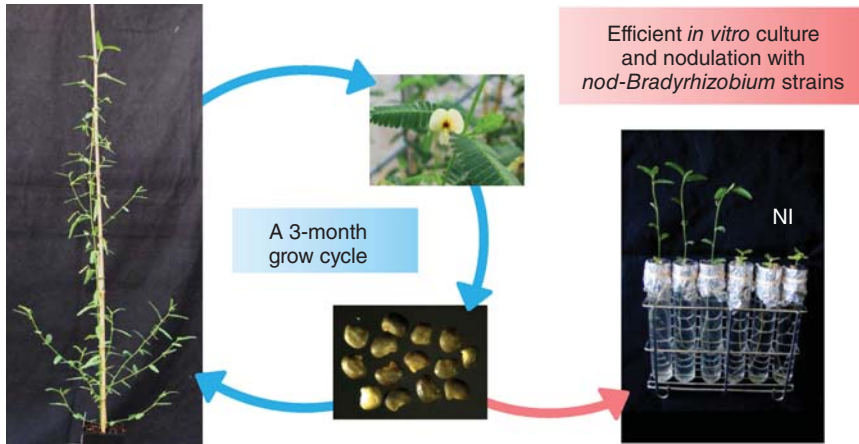 Efficient in vitro culture
and nodulation with
nod-Bradyrhizobium strains
NI
A 3-month
grow cycle